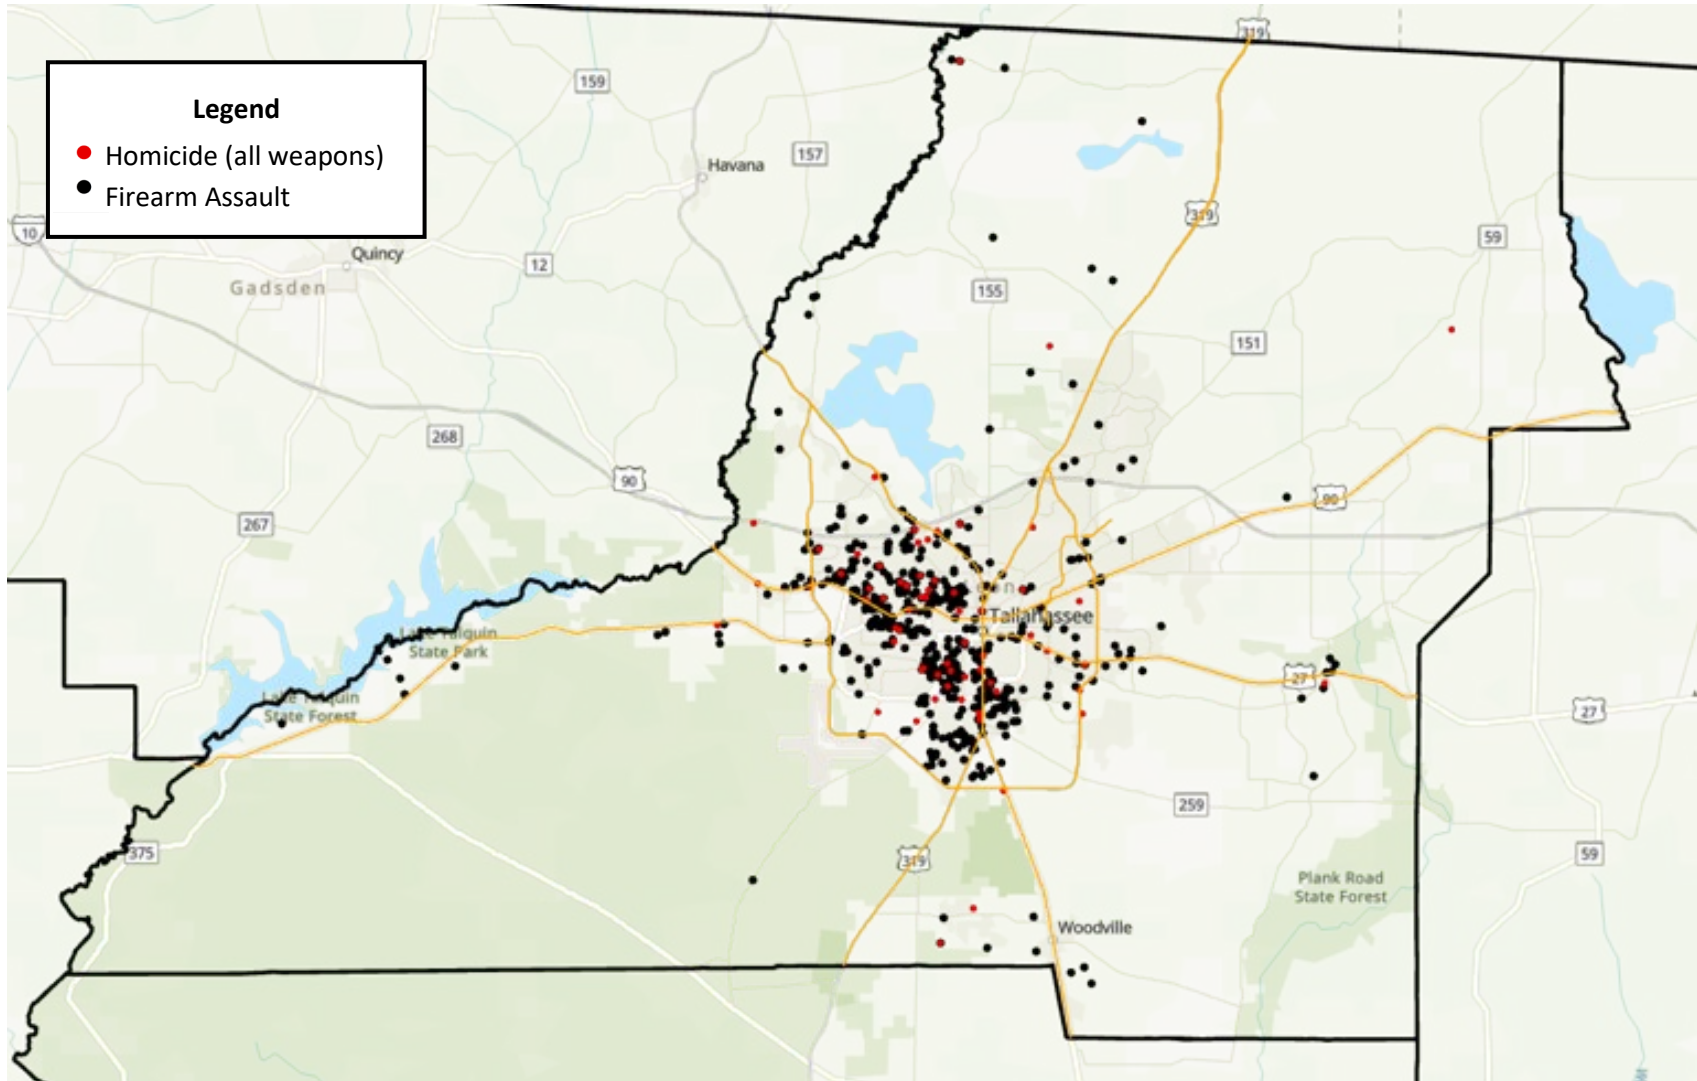 Legend
Homicide (all weapons)
Firearm Assault
319
159
157
Havana
319
59
10
Quincy
12
Gadsden
155
151
268
90
90
267
Tallahassee
Lake Talquin
State Park
27
Lake Talquin
State Forest
27
259
375
319
59
Plank Road
State Forest
Woodville